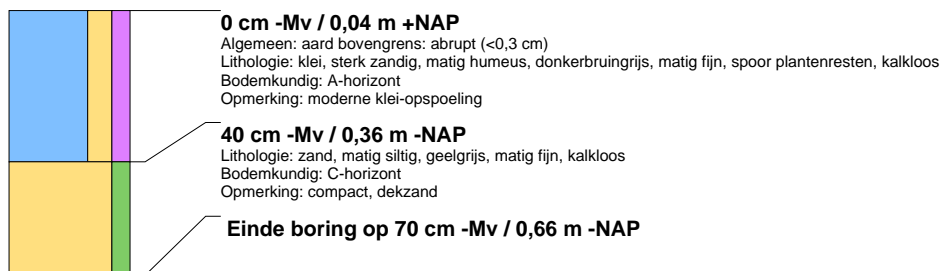 0 cm -Mv / 0,04 m +NAP
Algemeen: aard bovengrens: abrupt (<0,3 cm)
Lithologie: klei, sterk zandig, matig humeus, donkerbruingrijs, matig fijn, spoor plantenresten, kalkloos
Bodemkundig: A-horizont
Opmerking: moderne klei-opspoeling
40 cm -Mv / 0,36 m -NAP
Lithologie: zand, matig siltig, geelgrijs, matig fijn, kalkloos
Bodemkundig: C-horizont
Opmerking: compact, dekzand
Einde boring op 70 cm -Mv / 0,66 m -NAP